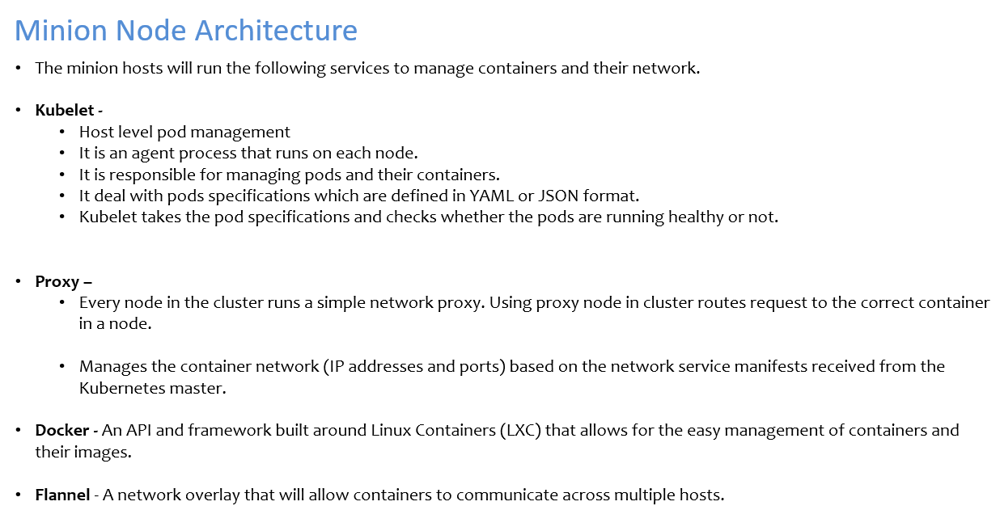 Minion Node Architecture
• The minion hosts will run the following services to manage containers and their network.
• Kubelet -
• Host level pod management
• It is an agent process that runs on each node.
• It is responsible for managing pods and their containers.
• It deal with pods specifications which are defined in YAML or JSON format.
• Kubelet takes the pod specifications and checks whether the pods are running healthy or not.
• Proxy –
• Every node in the cluster runs a simple network proxy. Using proxy node in cluster routes request to the correct container
in a node.
• Manages the container network (IP addresses and ports) based on the network service manifests received from the
Kubernetes master.
• Docker - An API and framework built around Linux Containers (LXC) that allows for the easy management of containers and
their images.
• Flannel - A network overlay that will allow containers to communicate across multiple hosts.